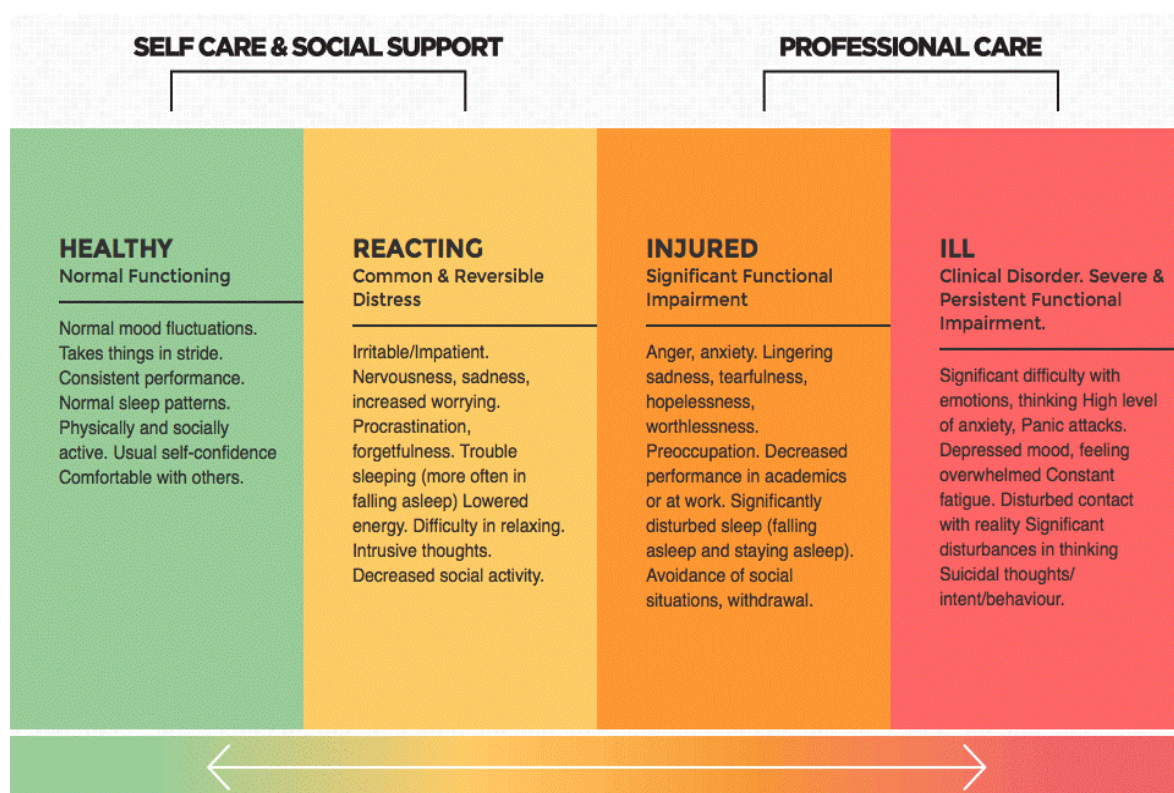 SELF CARE & SOCIAL SUPPORT
PROFESSIONAL CARE
HEALTHY
Normal Functioning
Normal mood fluctuations.
Takes things in stride.
Consistent performance.
Normal sleep patterns.
Physically and socially
active. Usual self-confidence
Comfortable with others.
REACTING
Common & Reversible
Distress
Irritable/Impatient.
Nervousness, sadness,
increased worrying.
Procrastination,
forgetfulness. Trouble
sleeping (more often in
falling asleep) Lowered
energy. Difficulty in relaxing.
Intrusive thoughts.
Decreased social activity.
INJURED
Significant Functional
Impairment
Anger, anxiety. Lingering
sadness, tearfulness,
hopelessness,
worthlessness.
Preoccupation. Decreased
performance in academics
or at work. Significantly
disturbed sleep (falling
asleep and staying asleep).
Avoidance of social
situations, withdrawal.
ILL
Clinical Disorder. Severe &
Persistent Functional
Impairment.
Significant difficulty with
emotions, thinking High level
of anxiety, Panic attacks.
Depressed mood, feeling
overwhelmed Constant
fatigue. Disturbed contact
with reality Significant
disturbances in thinking
Suicidal thoughts/
intent/behaviour.